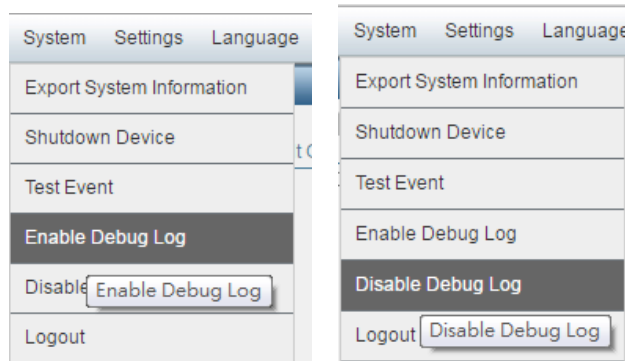 System Settings Language
Export System Information
Shutdown Device
Test Event
Enable Debug Log
Disable
Enable Debug Log
Logout
System Settings Language
Export System Information
Shutdown Device
Test Event
Enable Debug Log
Disable Debug Log
Logout
Disable Debug Log